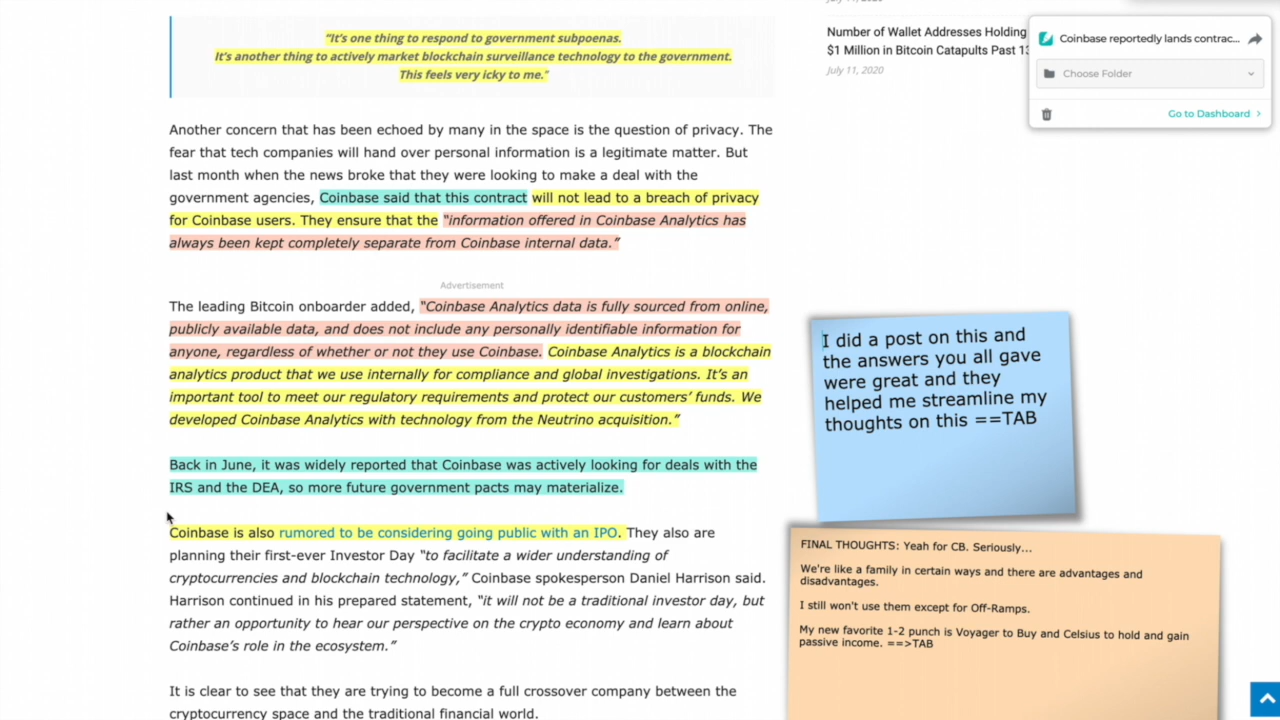 July 11, 2020
Number of Wallet Addresses Holding
$1 Million in Bitcoin Catapults Past 13
July 11, 2020
Coinbase reportedly lands contrac...
Choose Folder
Go to Dashboard
“It’s one thing to respond to government subpoenas.
It’s another thing to actively market blockchain surveillance technology to the government.
This feels very icky to me.”
Another concern that has been echoed by many in the space is the question of privacy. The
fear that tech companies will hand over personal information is a legitimate matter. But
last month when the news broke that they were looking to make a deal with the
government agencies, Coinbase said that this contract will not lead to a breach of privacy
for Coinbase users. They ensure that the “information offered in Coinbase Analytics has
always been kept completely separate from Coinbase internal data.”
Advertisement
The leading Bitcoin onboarder added, “Coinbase Analytics data is fully sourced from online,
publicly available data, and does not include any personally identifiable information for
anyone, regardless of whether or not they use Coinbase. Coinbase Analytics is a blockchain
analytics product that we use internally for compliance and global investigations. It’s an
important tool to meet our regulatory requirements and protect our customers’ funds. We
developed Coinbase Analytics with technology from the Neutrino acquisition.”
Back in June, it was widely reported that Coinbase was actively looking for deals with the
IRS and the DEA, so more future government pacts may materialize.
Coinbase is also rumored to be considering going public with an IPO. They also are
planning their first-ever Investor Day “to facilitate a wider understanding of
cryptocurrencies and blockchain technology,” Coinbase spokesperson Daniel Harrison said.
Harrison continued in his prepared statement, “it will not be a traditional investor day, but
rather an opportunity to hear our perspective on the crypto economy and learn about
Coinbase’s role in the ecosystem.”
It is clear to see that they are trying to become a full crossover company between the
cryptocurrency space and the traditional financial world.
I did a post on this and
the answers you all gave
were great and they
helped me streamline my
thoughts on this ==TAB
FINAL THOUGHTS: Yeah for CB. Seriously...
We're like a family in certain ways and there are advantages and
disadvantages.
I still won't use them except for Off-Ramps.
My new favorite 1-2 punch is Voyager to Buy and Celsius to hold and gain
passive income. ==>TAB